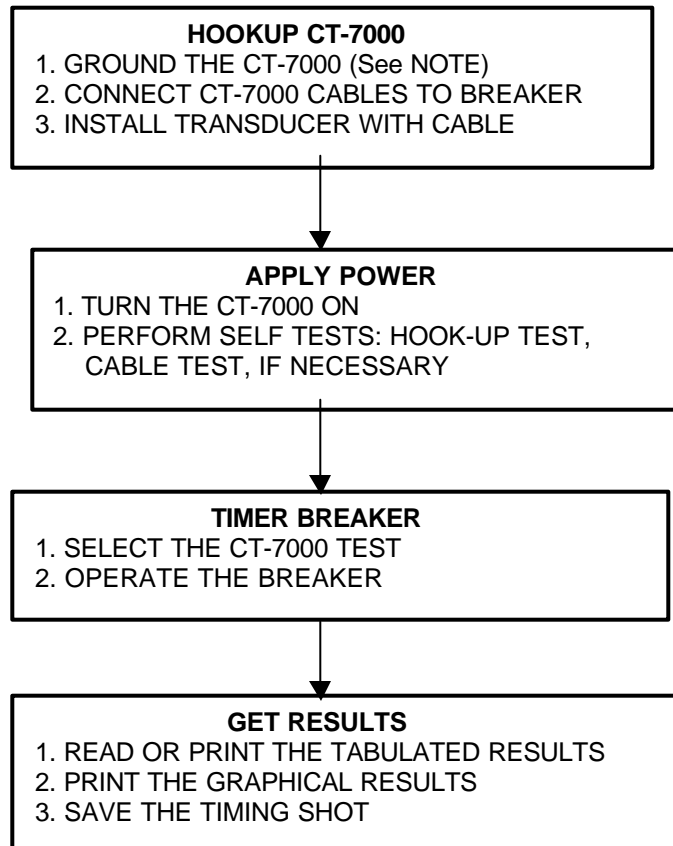 HOOKUP CT-7000
1. GROUND THE CT-7000 (See NOTE)
2. CONNECT CT-7000 CABLES TO BREAKER
3. INSTALL TRANSDUCER WITH CABLE
APPLY POWER
1. TURN THE CT-7000 ON
2. PERFORM SELF TESTS: HOOK-UP TEST,
CABLE TEST, IF NECESSARY
TIMER BREAKER
1. SELECT THE CT-7000 TEST
2. OPERATE THE BREAKER
GET RESULTS
1. READ OR PRINT THE TABULATED RESULTS
2. PRINT THE GRAPHICAL RESULTS
3. SAVE THE TIMING SHOT